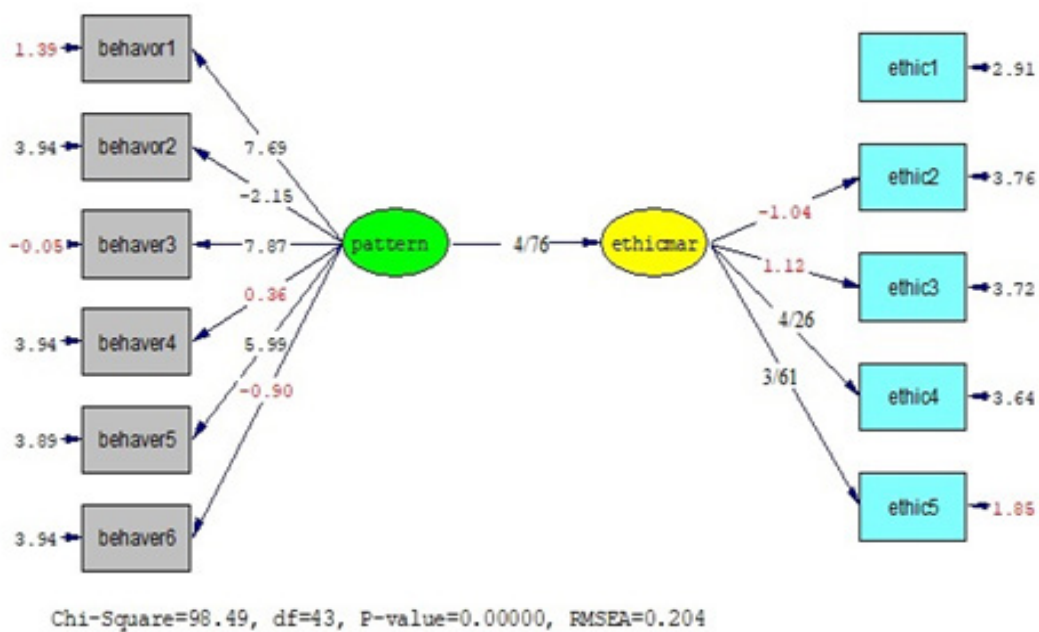 1.39
behavor1
3.94
behavor2
-0.05
behaver3
3.94
behaver4
3.89
behaver5
3.94
behaver6
7.69
-2.15
7.87
0.36
5.99
-0.90
pattern
4/76
ethicmar
-1.04
1.12
4/26
3/61
ethic1
2.91
ethic2
3.76
ethic3
3.72
ethic4
3.64
ethic5
1.85
Chi-Square=98.49, df=43, P-value=0.00000, RMSEA=0.204